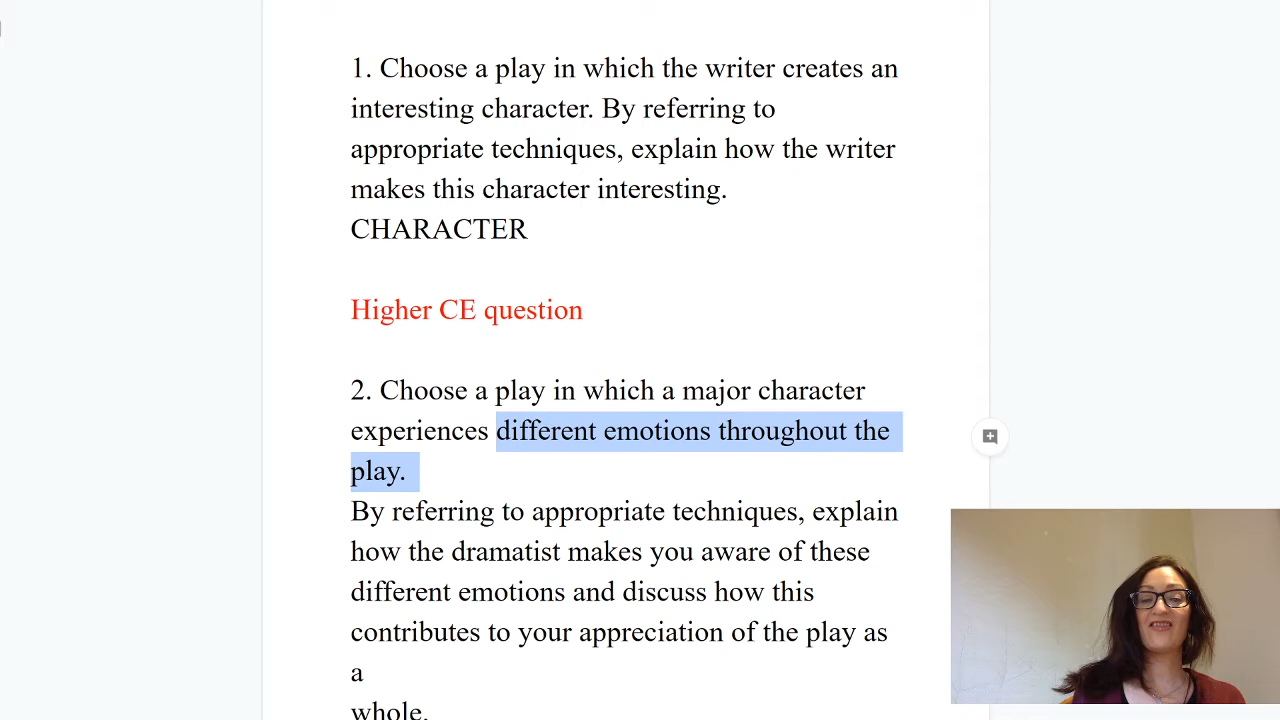 1. Choose a play in which the writer creates an
interesting character. By referring to
appropriate techniques, explain how the writer
makes this character interesting.
CHARACTER
Higher CE question
2. Choose a play in which a major character
experiences different emotions throughout the
play.
By referring to appropriate techniques, explain
how the dramatist makes you aware of these
different emotions and discuss how this
contributes to your appreciation of the play as
a
whole.